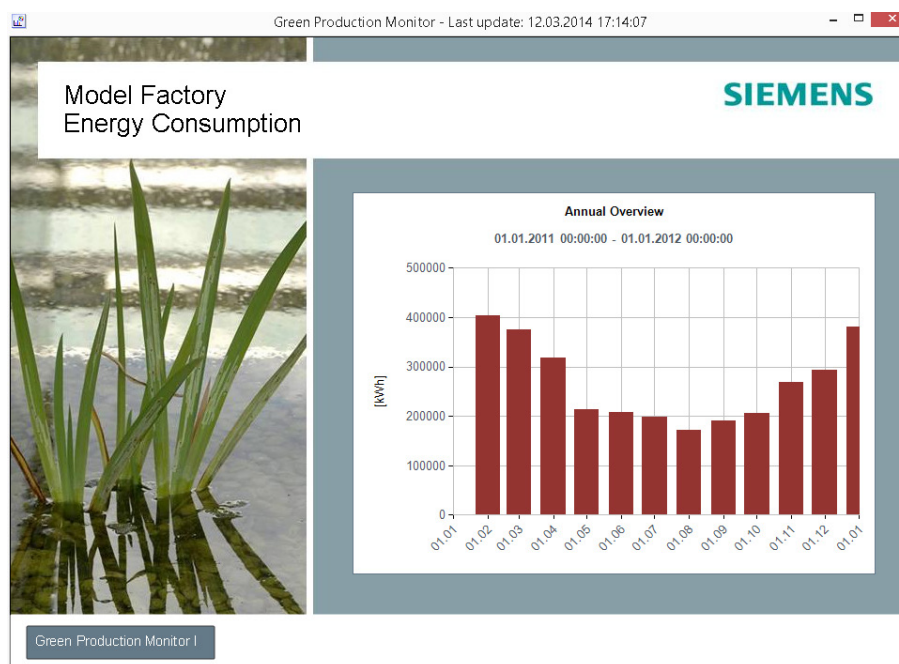 Green Production Monitor - Last update: 12.03.2014 17:14:07
Model Factory
Energy Consumption
SIEMENS
Annual Overview
01.01.2011 00:00:00 - 01.01.2012 00:00:00
500000
400000
300000
200000
100000
0
[kWh]
01.01 01.02 01.03 01.04 01.05 01.06 01.07 01.08 01.09 01.10 01.11 01.12 01.01
Green Production Monitor I